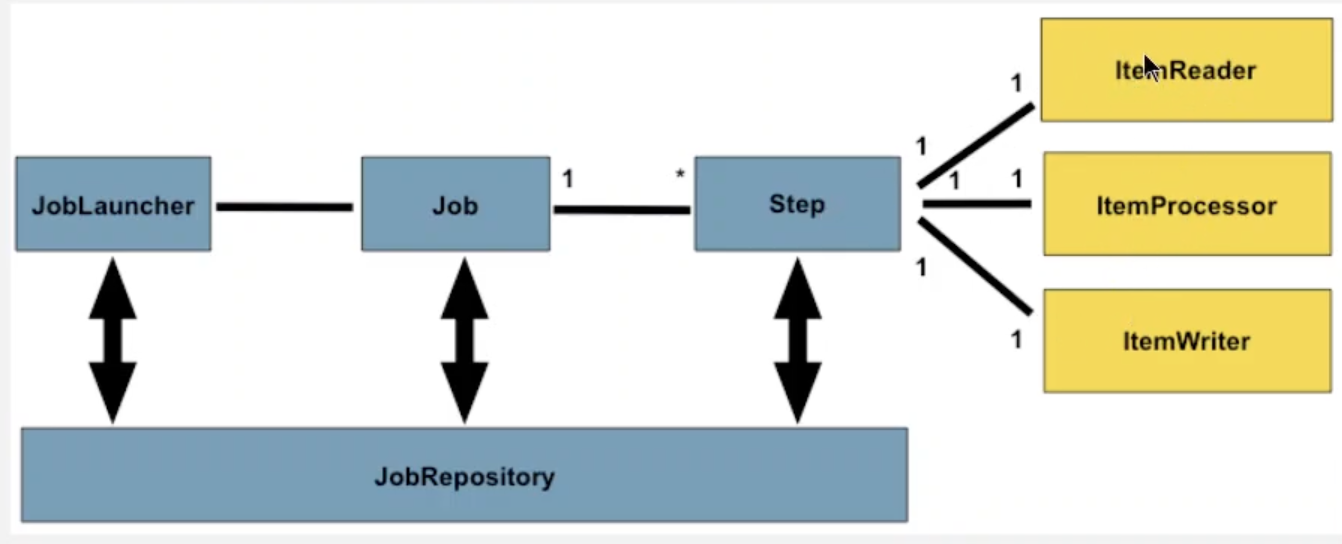 ItemReader
1
1
JobLauncher
Job
1
*
Step
1
1
ItemProcessor
1
1
ItemWriter
JobRepository